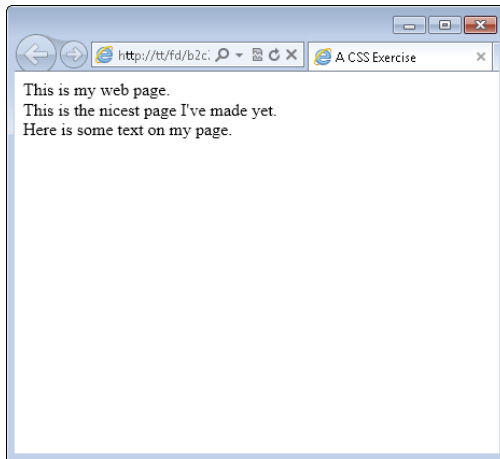 http://tt/fd/b2c
A CSS Exercise
This is my web page.
This is the nicest page I've made yet.
Here is some text on my page.